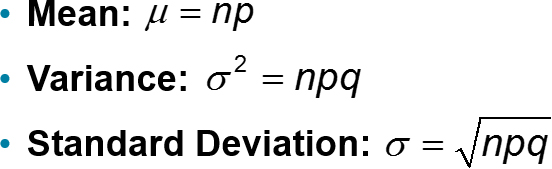 • Mean: μ = np
• Variance: σ² = npq
• Standard Deviation: σ = √npq